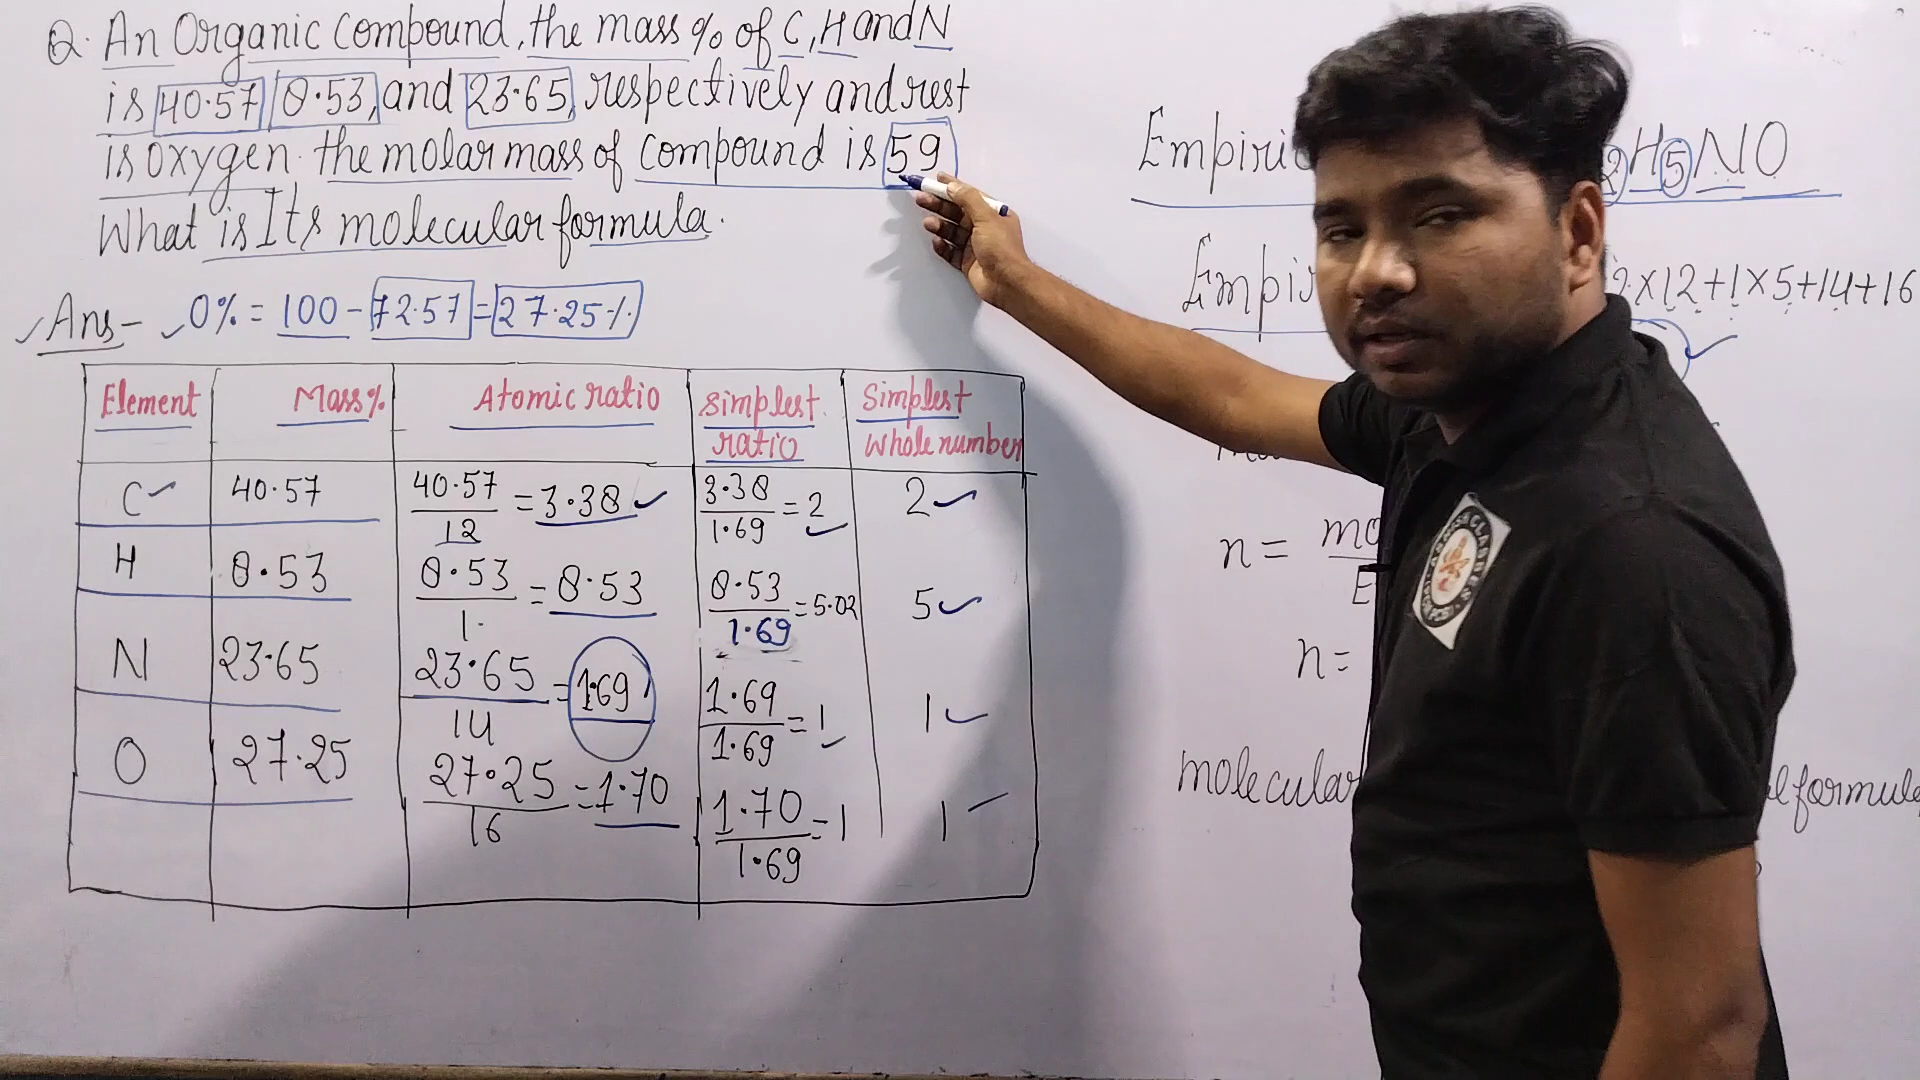 Q. An Organic compound, the mass % of C, H and N
is 40.57, 8.53, and 23.65, respectively and rest
is oxygen. the molar mass of compound is 59
What is Its molecular formula.
Ans- O% = 100 - 72.57 = 27.25%
Element Mass% Atomic ratio Simplest ratio Simplest Whole number
C 40.57 40.57/12 = 3.38 3.38/1.69 = 2 2
H 8.53 8.53/1. = 8.53 8.53/1.69 = 5.02 5
N 23.65 23.65/14 = 1.69 1.69/1.69 = 1 1
O 27.25 27.25/16 = 1.70 1.70/1.69 = 1 1
2H5NO
2×12+1×5+14+16
n =
n =
molecular formula